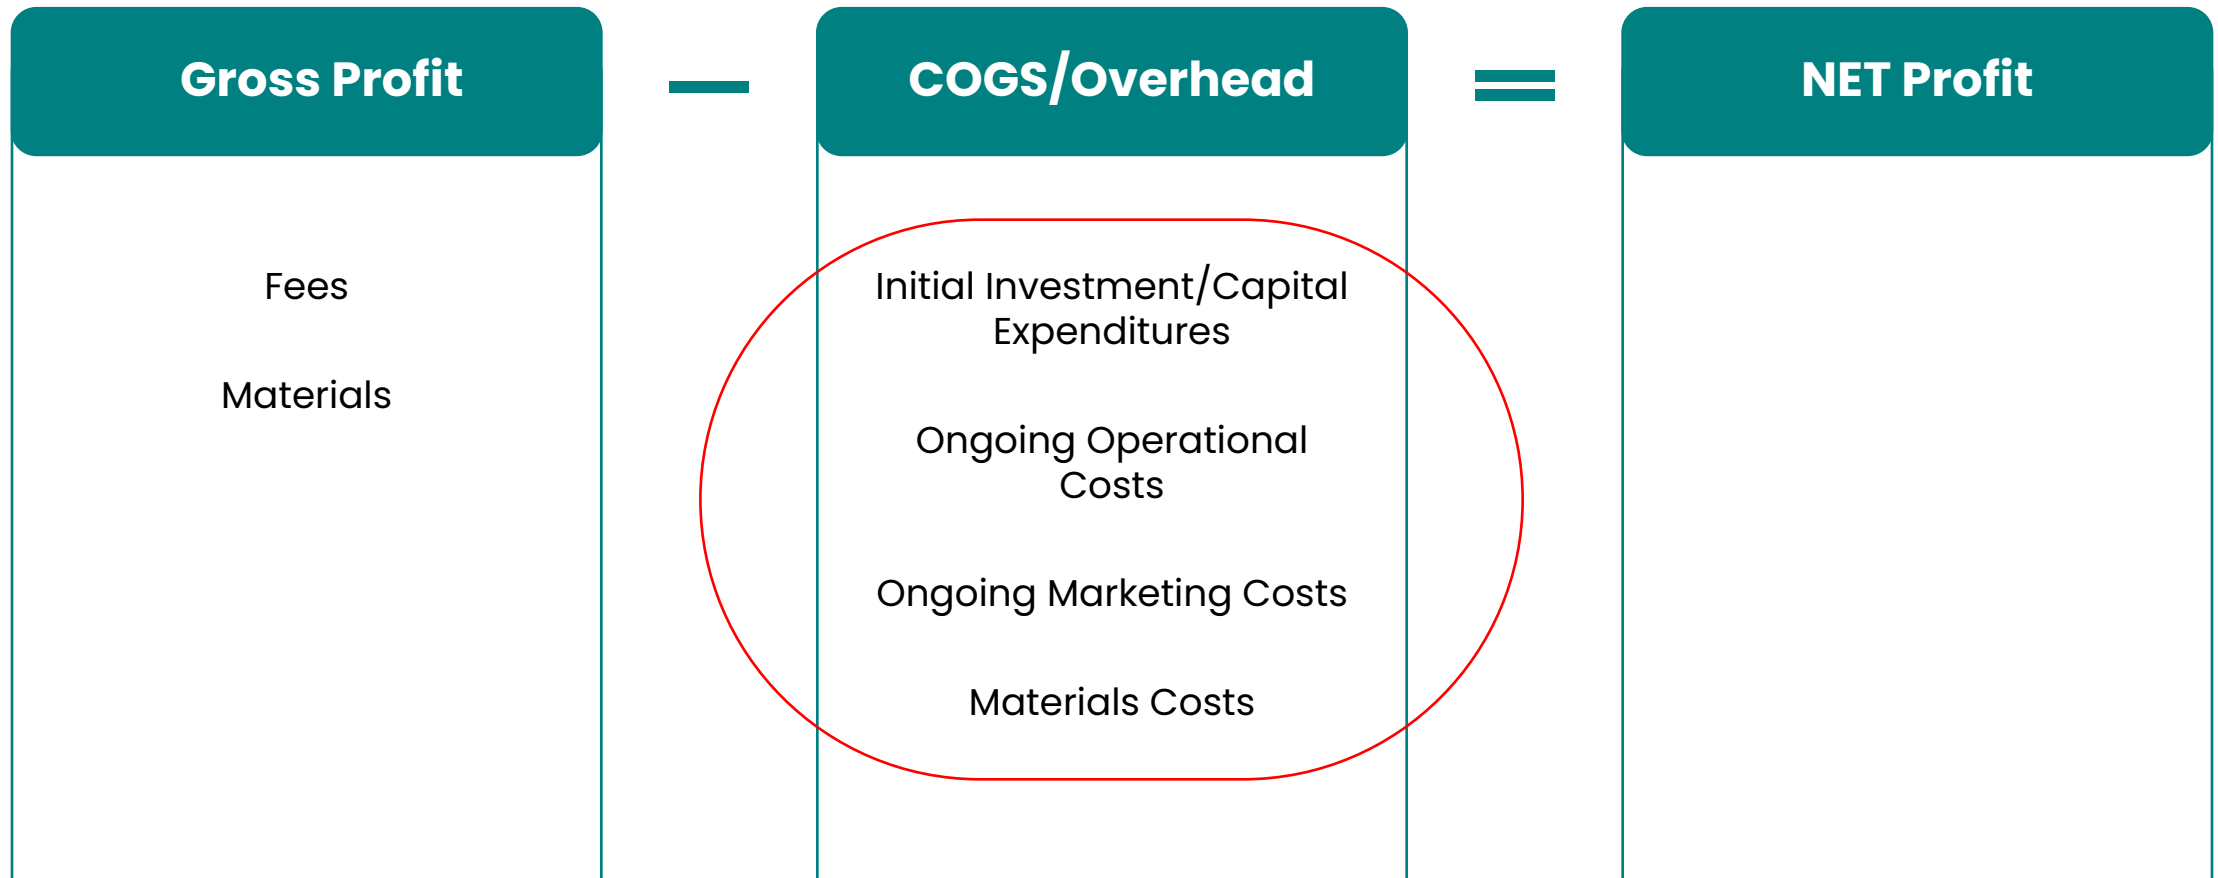 Gross Profit
Fees
Materials
COGS/Overhead
Initial Investment/Capital
Expenditures
Ongoing Operational
Costs
Ongoing Marketing Costs
Materials Costs
NET Profit